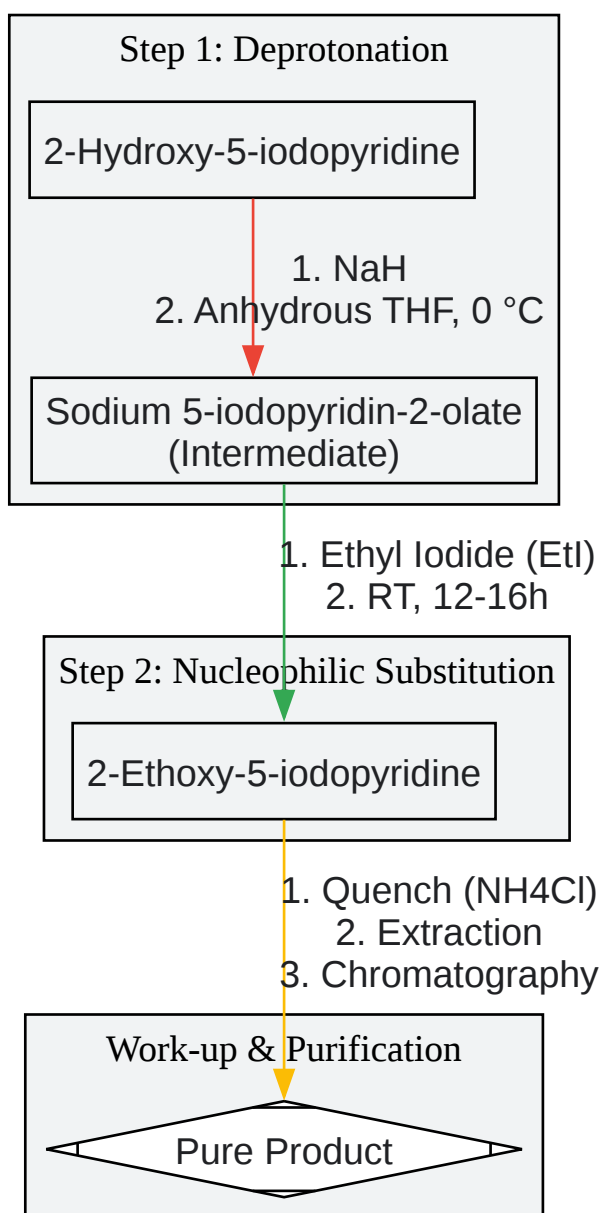 Step 1: Deprotonation
2-Hydroxy-5-iodopyridine
1. NaH
2. Anhydrous THF, 0 °C
Sodium 5-iodopyridin-2-olate
(Intermediate)
1. Ethyl Iodide (EtI)
2. RT, 12-16h
Step 2: Nucleophilic Substitution
2-Ethoxy-5-iodopyridine
1. Quench (NH4Cl)
2. Extraction
3. Chromatography
Work-up & Purification
Pure Product